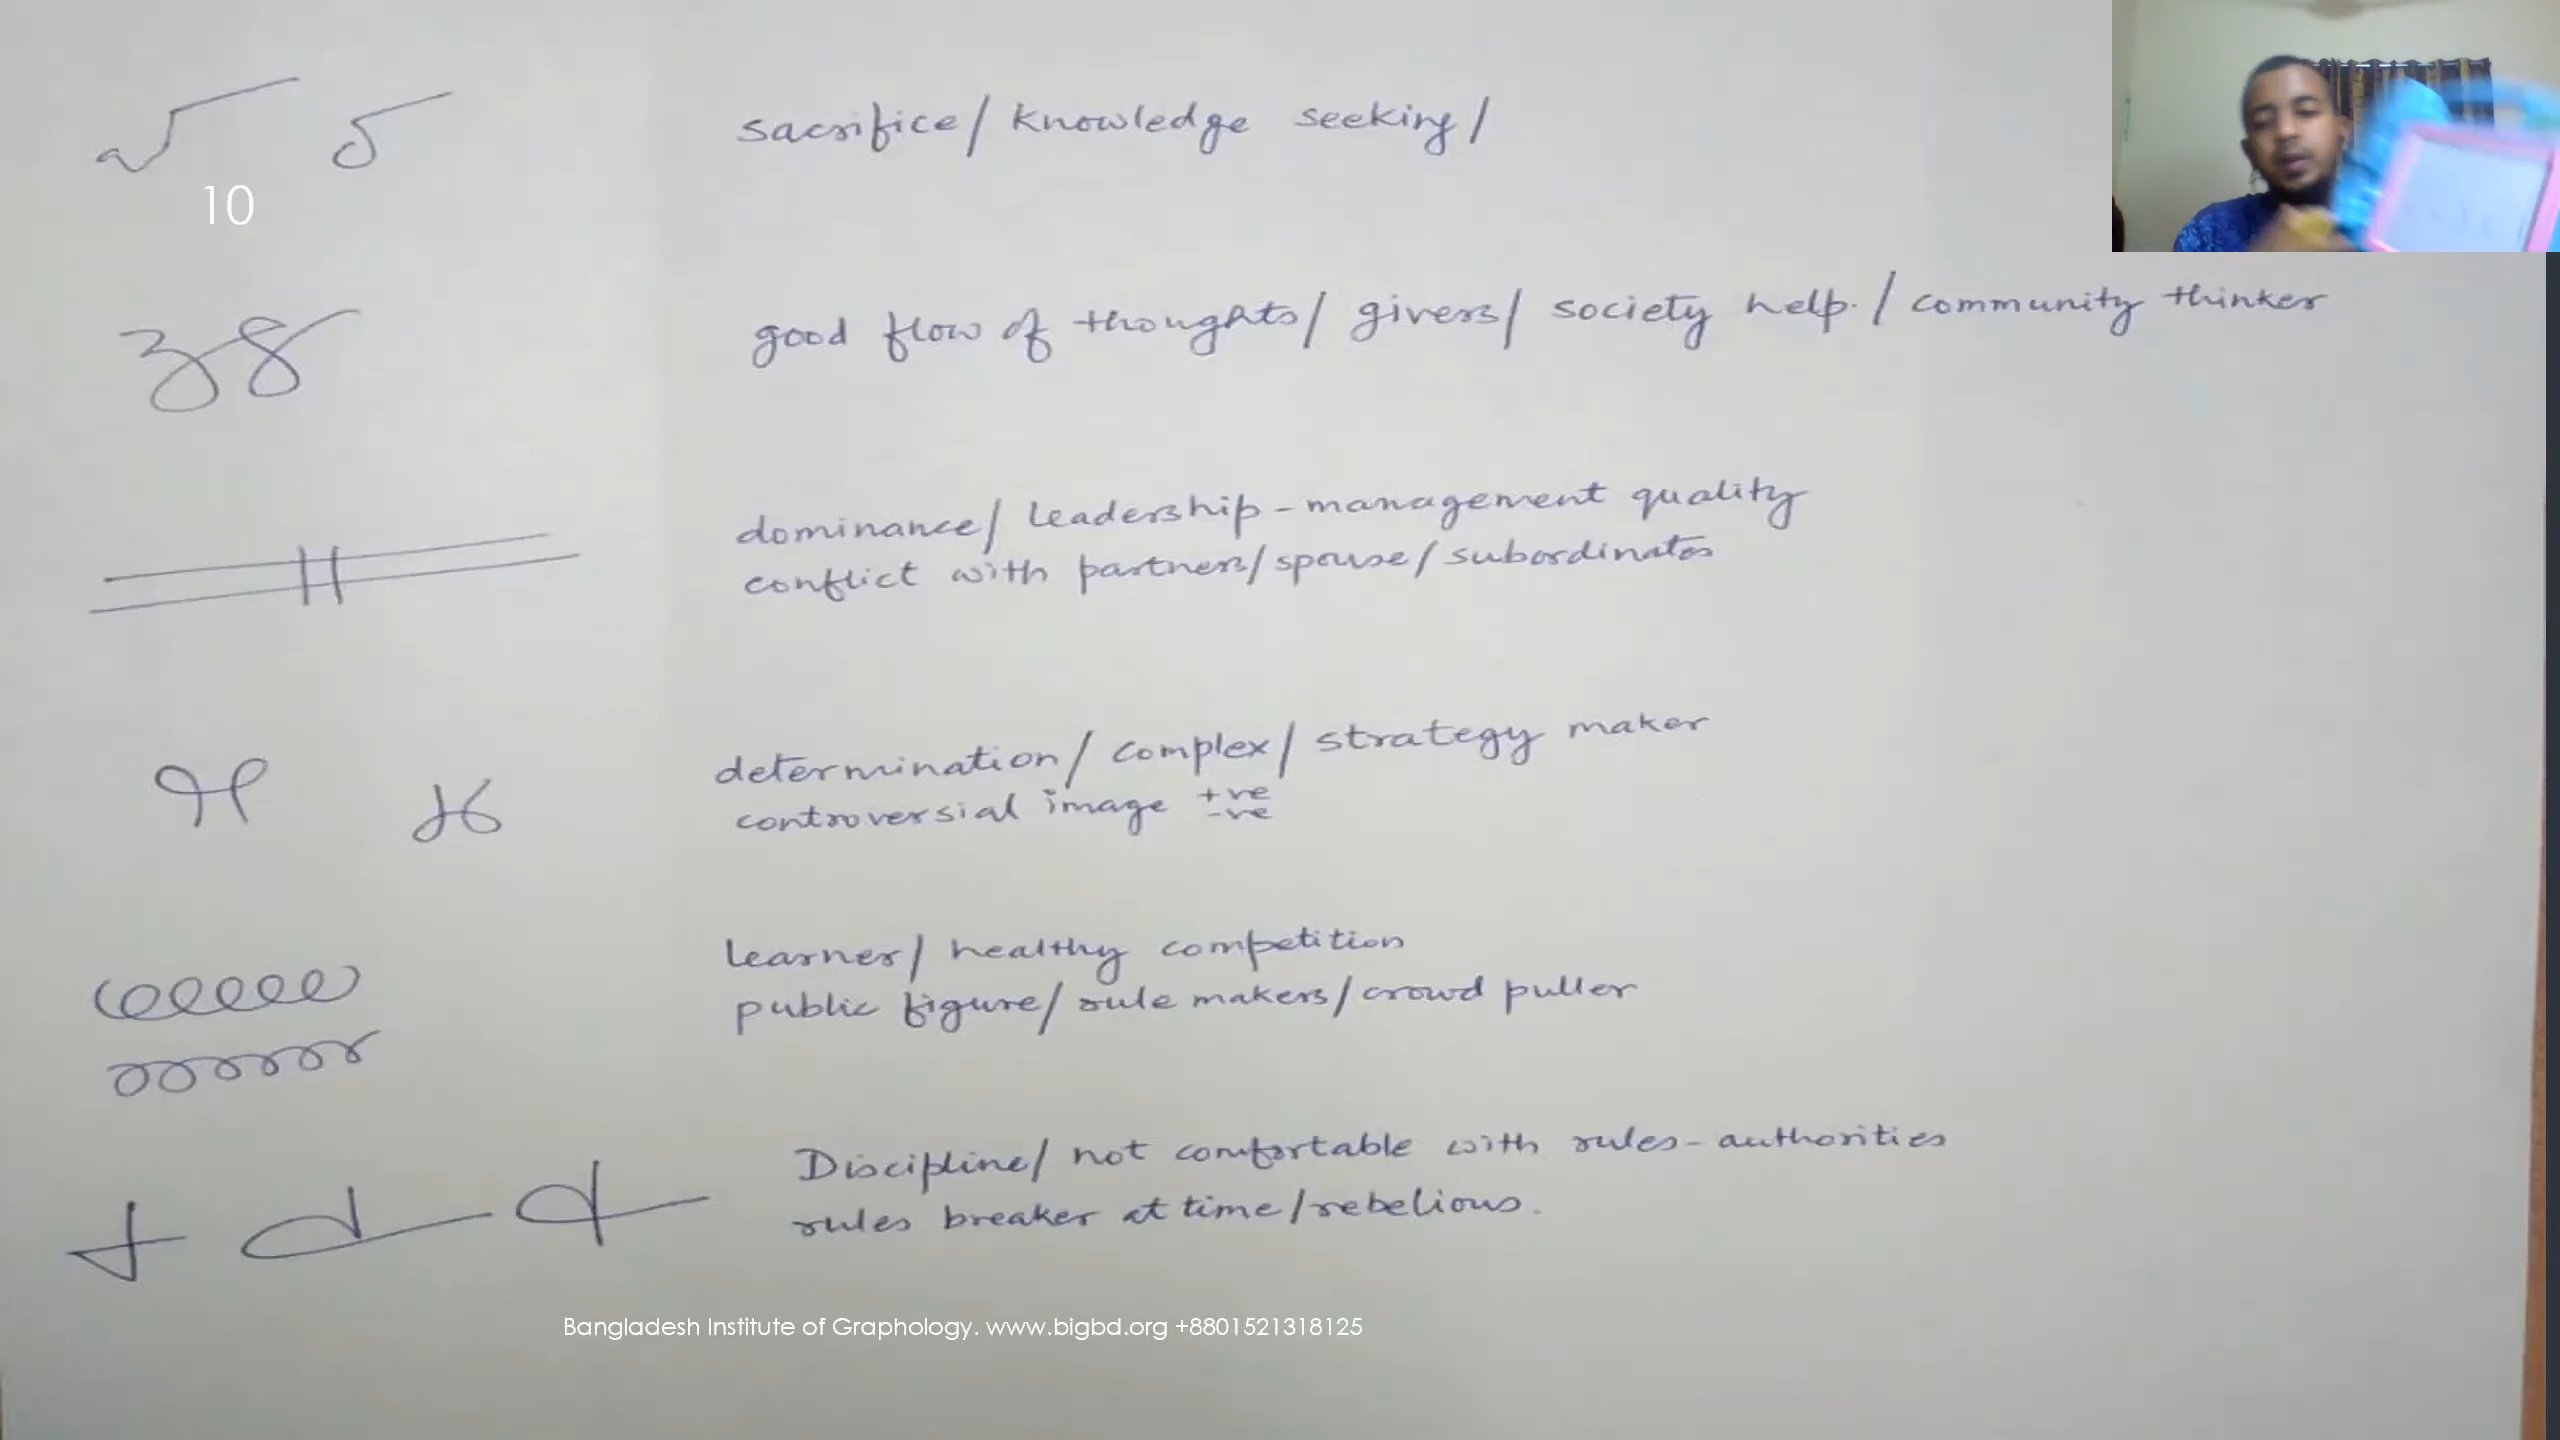 sacrifice/ knowledge seeking/
10
38
good flow of thoughts/ givers/ society help./ community thinker
dominance/ leadership-management quality
conflict with partners/spouse/subordinates
determination/ complex/ strategy maker
controversial image +ve
-ve
learner/ healthy competition
public figure/ rule makers/crowd puller
Discipline/ not comfortable with rules-authorities
rules breaker at time/rebelious.
Bangladesh Institute of Graphology. www.bigbd.org +8801521318125